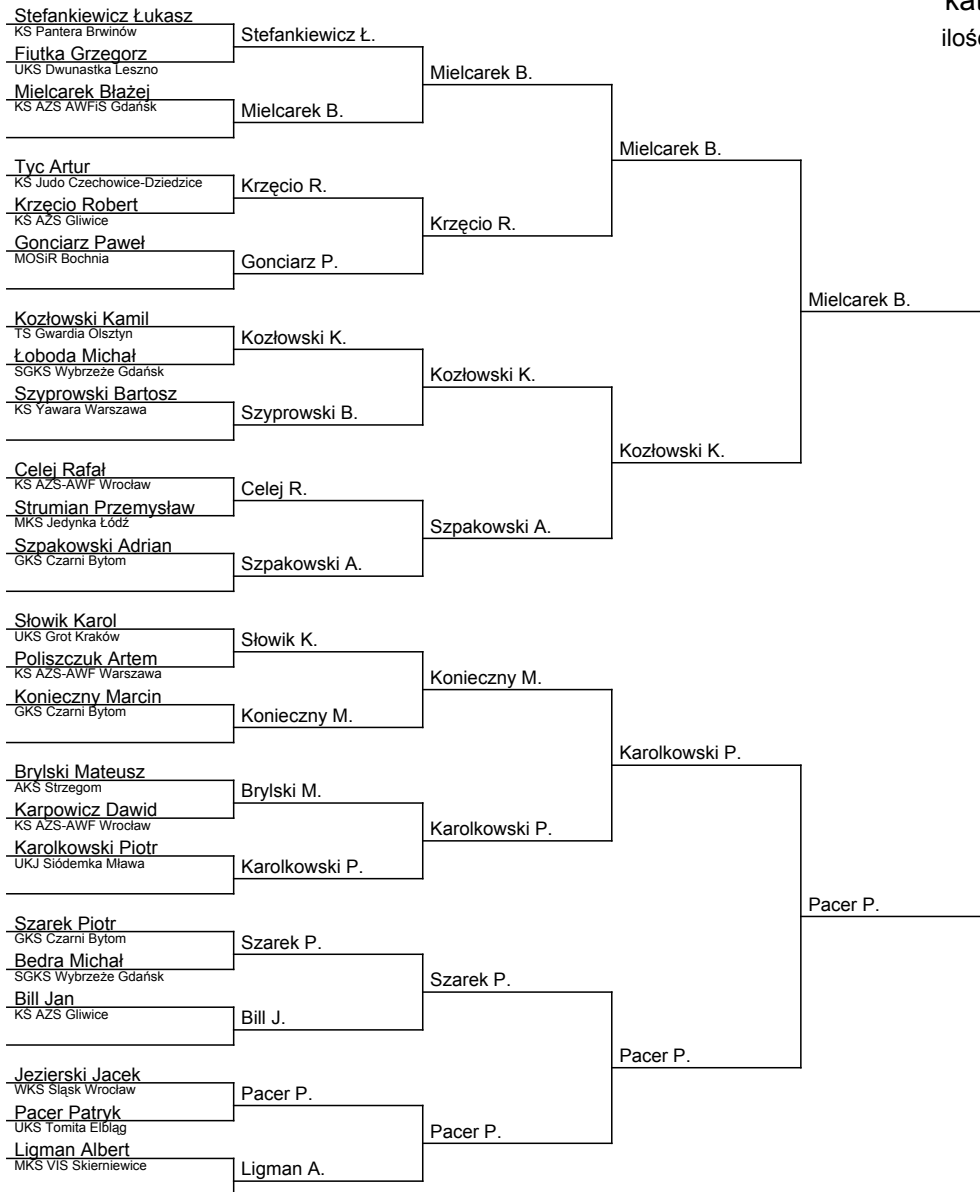 Stefankiewicz Łukasz
KS Pantera Brwinów
Fiutka Grzegorz
UKS Dwunastka Leszno
Mielcarek Błażej
KS AZS AWFiS Gdańsk
Tyc Artur
KS Judo Czechowice-Dziedzice
Krzęcio Robert
KS AZS Gliwice
Gonciarz Paweł
MOSiR Bochnia
Kozłowski Kamil
TS Gwardia Olsztyn
Łoboda Michał
SGKS Wybrzeże Gdańsk
Szyprowski Bartosz
KS Yawara Warszawa
Celej Rafał
KS AZS-AWF Wrocław
Strumian Przemysław
MKS Jedynka Łódź
Szpakowski Adrian
GKS Czarni Bytom
Słowik Karol
UKS Grot Kraków
Poliszczuk Artem
KS AZS-AWF Warszawa
Konieczny Marcin
GKS Czarni Bytom
Brylski Mateusz
AKS Strzegom
Karpowicz Dawid
KS AZS-AWF Wrocław
Karolkowski Piotr
UKJ Siódemka Mława
Szarek Piotr
GKS Czarni Bytom
Bedra Michał
SGKS Wybrzeże Gdańsk
Bill Jan
KS AZS Gliwice
Jezierski Jacek
WKS Śląsk Wrocław
Pacer Patryk
UKS Tomita Elbląg
Ligman Albert
MKS VIS Skierniewice
Stefankiewicz Ł.
Mielcarek B.
Krzęcio R.
Gonciarz P.
Kozłowski K.
Szyprowski B.
Celej R.
Szpakowski A.
Słowik K.
Konieczny M.
Brylski M.
Karolkowski P.
Szarek P.
Bill J.
Pacer P.
Ligman A.
Mielcarek B.
Krzęcio R.
Kozłowski K.
Szpakowski A.
Konieczny M.
Karolkowski P.
Szarek P.
Pacer P.
Mielcarek B.
Kozłowski K.
Karolkowski P.
Pacer P.
Mielcarek B.
Pacer P.